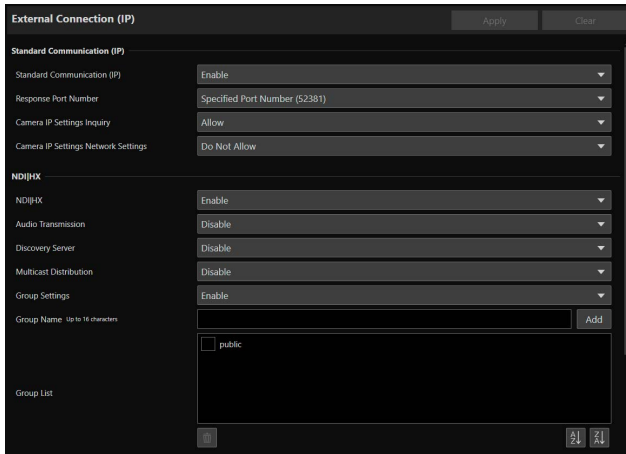 External Connection (IP)
Apply Clear
Standard Communication (IP)
Standard Communication (IP) Enable
Response Port Number Specified Port Number (52381)
Camera IP Settings Inquiry Allow
Camera IP Settings Network Settings Do Not Allow
NDI|HX
NDI|HX Enable
Audio Transmission Disable
Discovery Server Disable
Multicast Distribution Disable
Group Settings Enable
Group Name Up to 16 characters Add
public
Group List
A Z Z A